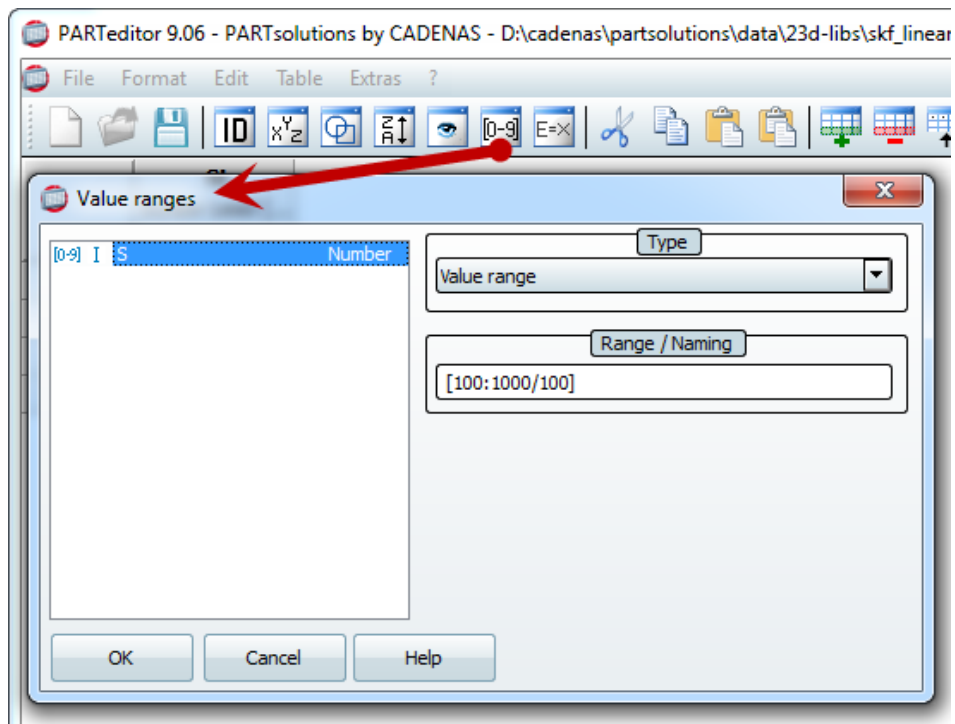 PARTeditor 9.06 - PARTsolutions by CADENAS - D:\cadenas\partsolutions\data\23d-libs\skf_linear
File Format Edit Table Extras ?
ID XYZ [0-9] E=X
Value ranges
x
[0-9] I S Number
Type
Value range
Range / Naming
[100:1000/100]
OK Cancel Help